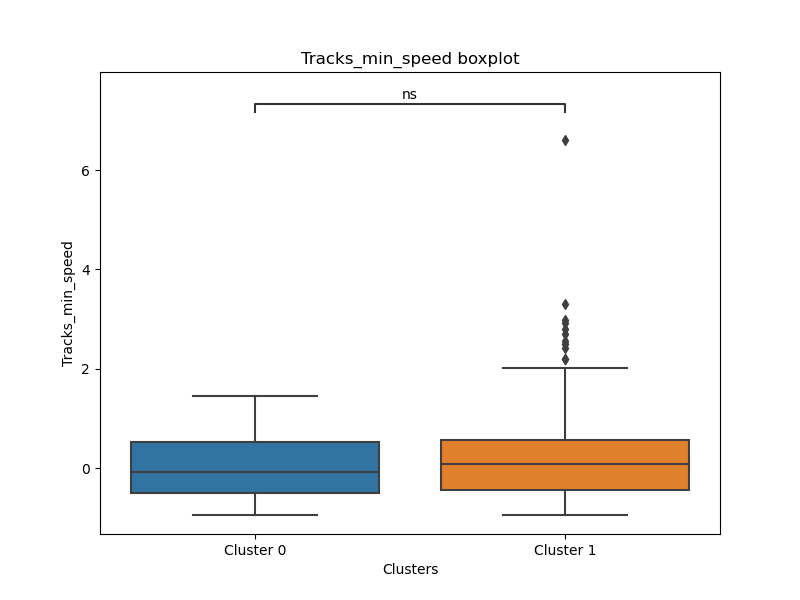 Tracks_min_speed boxplot
ns
6
4
2
0
Tracks_min_speed
Cluster 0
Cluster 1
Clusters